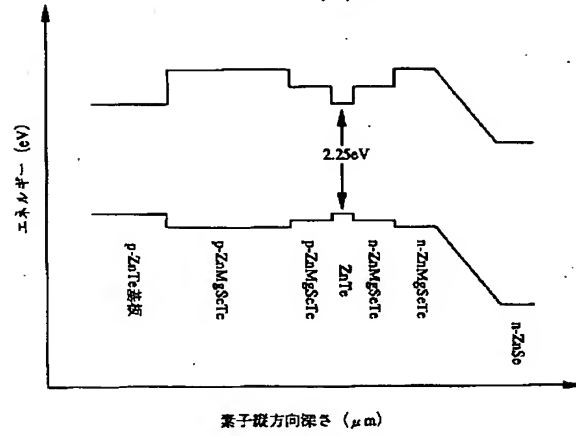 エネルギー (eV)
2.25eV
p-ZnTe基板
p-ZnMgSeTe
p-ZnMgSeTe
ZnTe
n-ZnMgSeTe
n-ZnMgSeTe
n-ZnSe
素子縦方向深さ (μm)